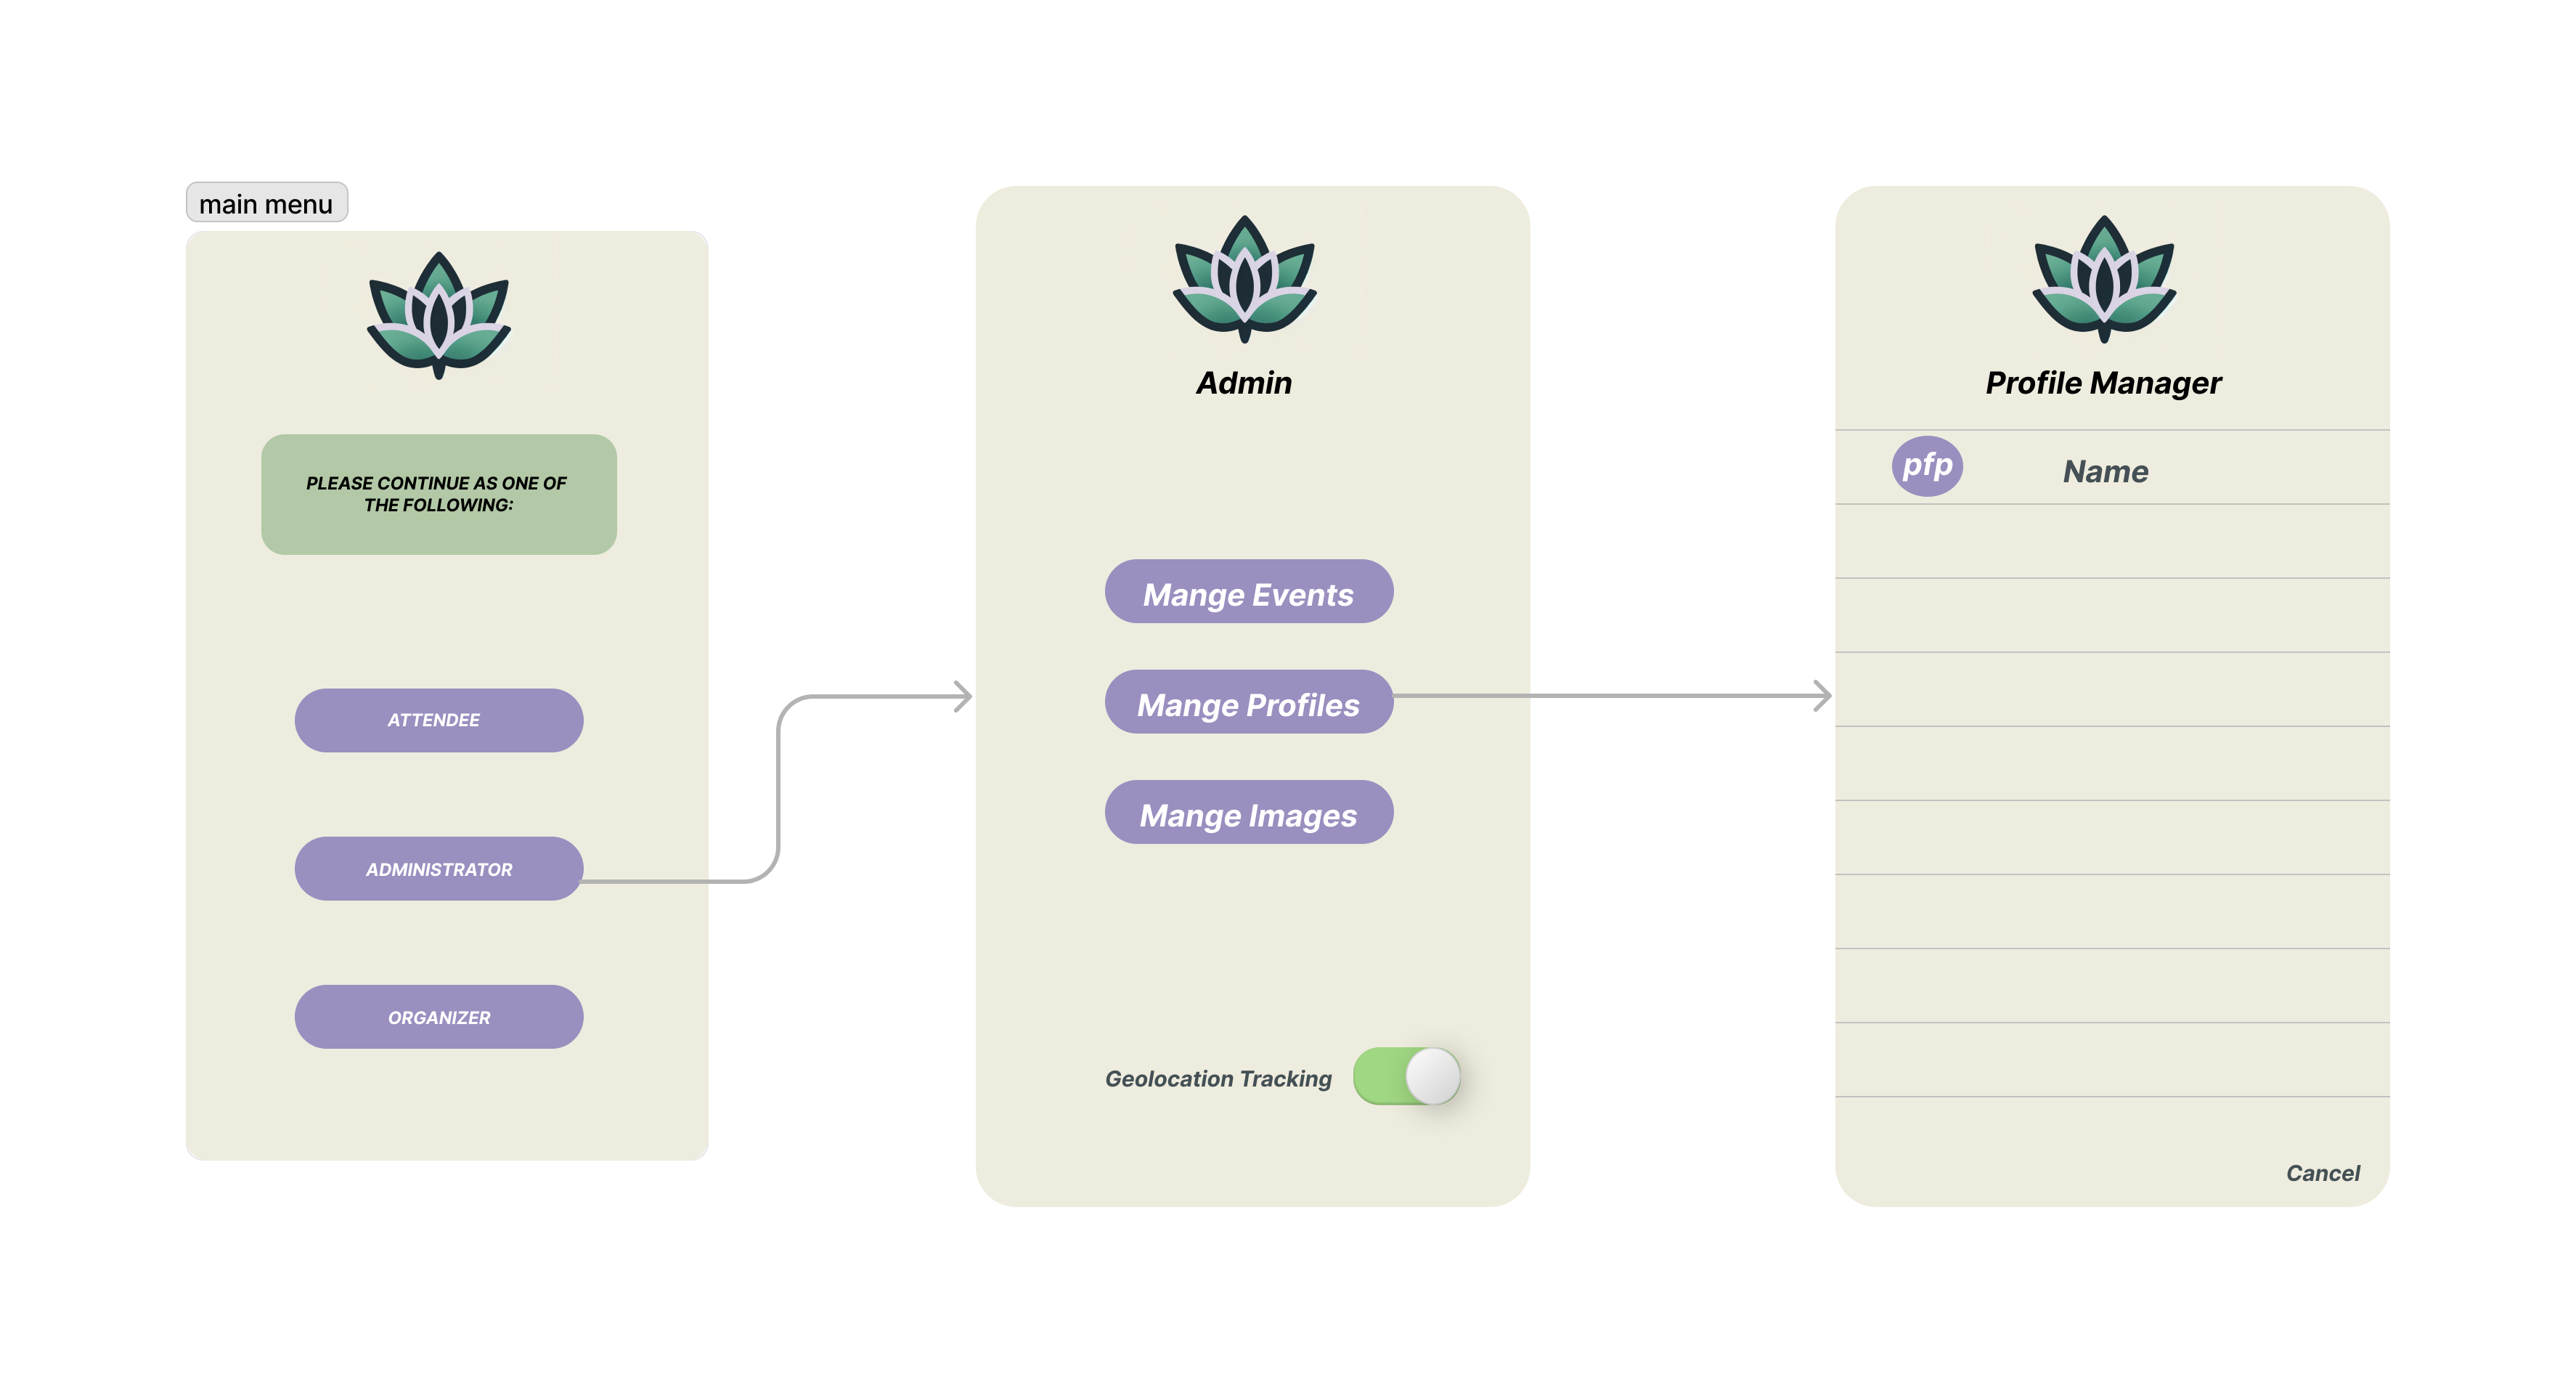 main menu
PLEASE CONTINUE AS ONE OF
THE FOLLOWING:
ATTENDEE
ADMINISTRATOR
ORGANIZER
Admin
Mange Events
Mange Profiles
Mange Images
Geolocation Tracking
Profile Manager
pfp
Name
Cancel